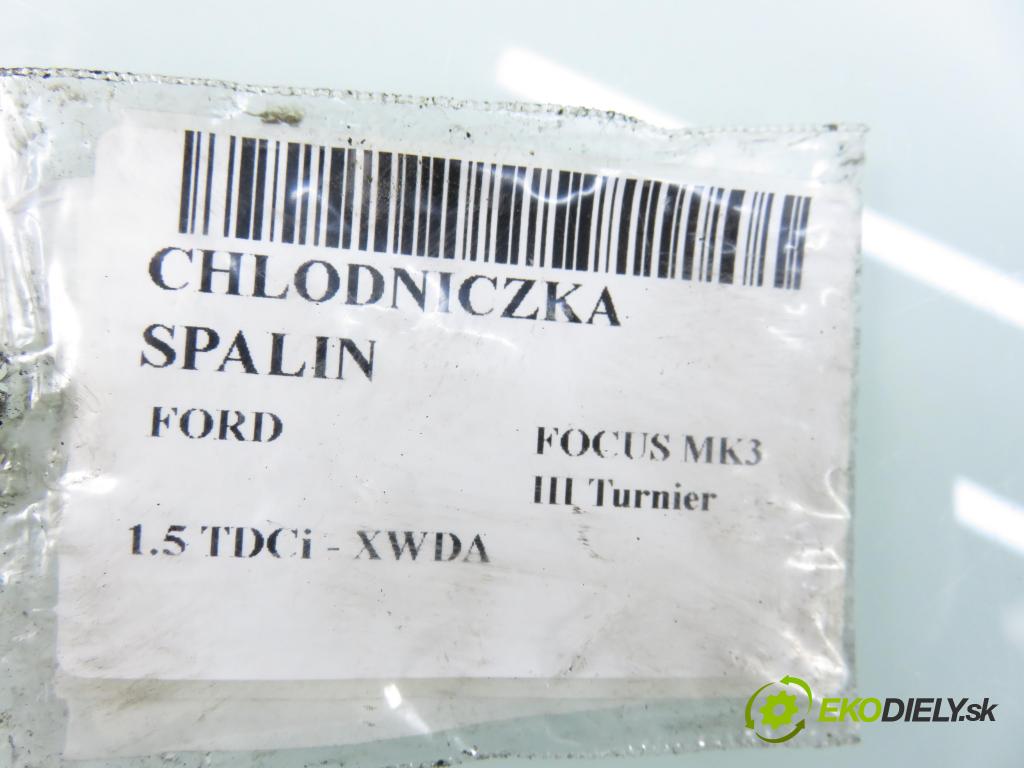 CHLODNICZKA
SPALIN
FORD
FOCUS MK3
III Turnier
1.5 TDCi - XWDA
EKODIELY.sk